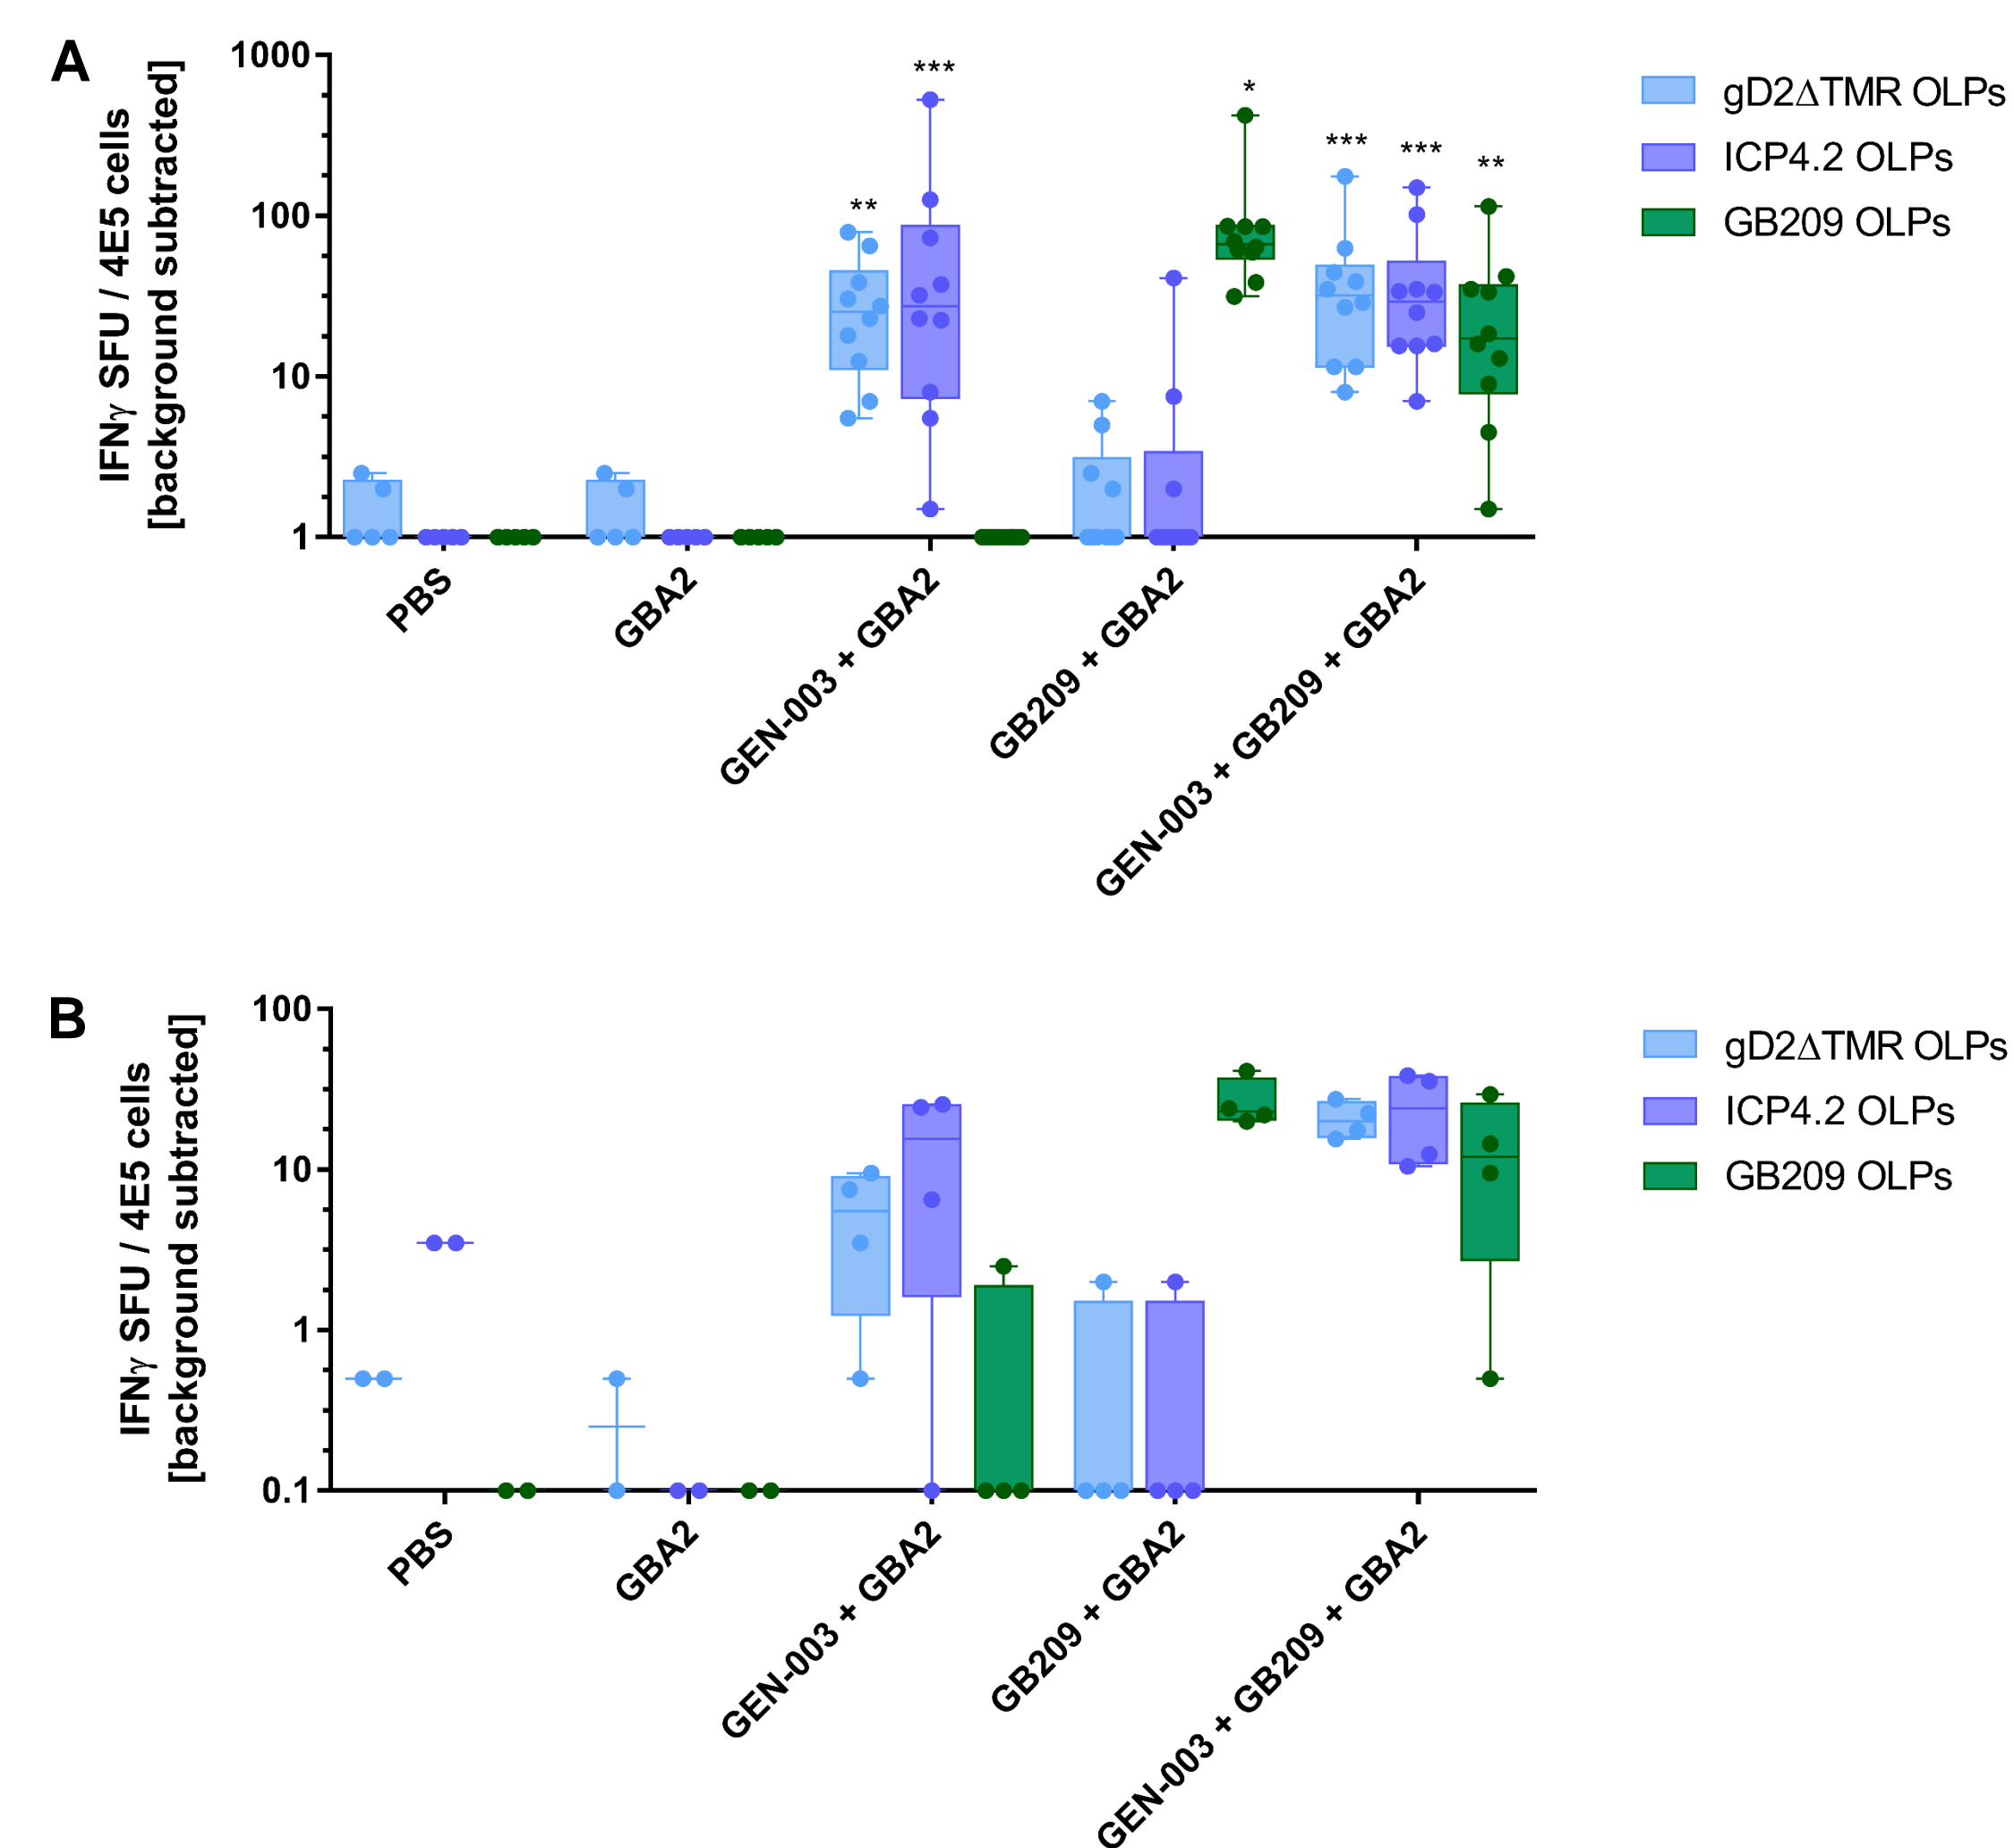 A
IFNγ SFU / 4E5 cells
[background subtracted]
1000
100
10
1
***
**
*
***
***
**
gD2ΔTMR OLPs
ICP4.2 OLPs
GB209 OLPs
PBS
GBA2
GEN-003 + GBA2
GB209 + GBA2
GEN-003 + GB209 + GBA2
B
IFNγ SFU / 4E5 cells
[background subtracted]
100
10
1
0.1
gD2ΔTMR OLPs
ICP4.2 OLPs
GB209 OLPs
PBS
GBA2
GEN-003 + GBA2
GB209 + GBA2
GEN-003 + GB209 + GBA2